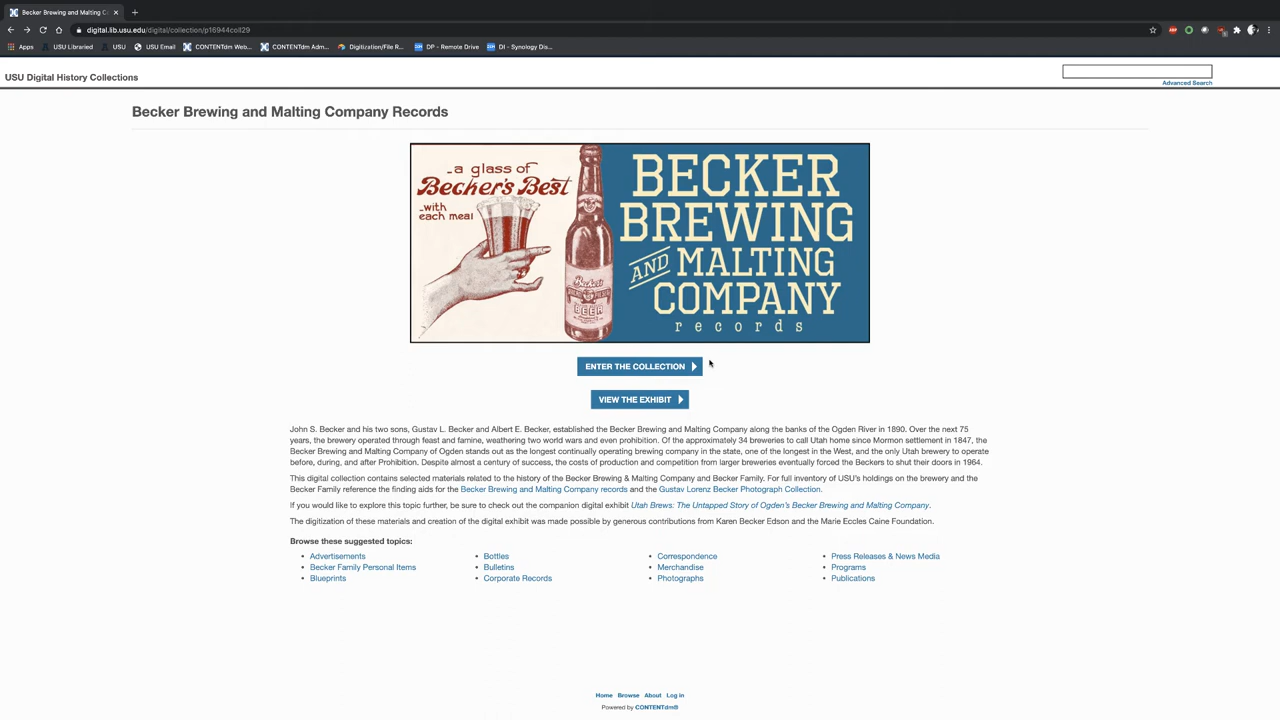 Becker Brewing and Malting C
digital.lib.usu.edu/digital/collection/p16944coll29
Apps USU Libraried USU USU Email CONTENTdm Web... CONTENTdm Adm... Digitization/File R... DP - Remote Drive DI - Synology Dis...
USU Digital History Collections
Advanced Search
Becker Brewing and Malting Company Records
...a glass of
Becker's Best
...with
each meal
Becker's
BEER
BECKER
BREWING
AND MALTING
COMPANY
records
ENTER THE COLLECTION
VIEW THE EXHIBIT
John S. Becker and his two sons, Gustav L. Becker and Albert E. Becker, established the Becker Brewing and Malting Company along the banks of the Ogden River in 1890. Over the next 75
years, the brewery operated through feast and famine, weathering two world wars and even prohibition. Of the approximately 34 breweries to call Utah home since Mormon settlement in 1847, the
Becker Brewing and Malting Company of Ogden stands out as the longest continually operating brewing company in the state, one of the longest in the West, and the only Utah brewery to operate
before, during, and after Prohibition. Despite almost a century of success, the costs of production and competition from larger breweries eventually forced the Beckers to shut their doors in 1964.
This digital collection contains selected materials related to the history of the Becker Brewing & Malting Company and Becker Family. For full inventory of USU's holdings on the brewery and the
Becker Family reference the finding aids for the Becker Brewing and Malting Company records and the Gustav Lorenz Becker Photograph Collection.
If you would like to explore this topic further, be sure to check out the companion digital exhibit Utah Brews: The Untapped Story of Ogden's Becker Brewing and Malting Company.
The digitization of these materials and creation of the digital exhibit was made possible by generous contributions from Karen Becker Edson and the Marie Eccles Caine Foundation.
Browse these suggested topics:
Advertisements Bottles Correspondence Press Releases & News Media
Becker Family Personal Items Bulletins Merchandise Programs
Blueprints Corporate Records Photographs Publications
Home Browse About Log in
Powered by CONTENTdm®